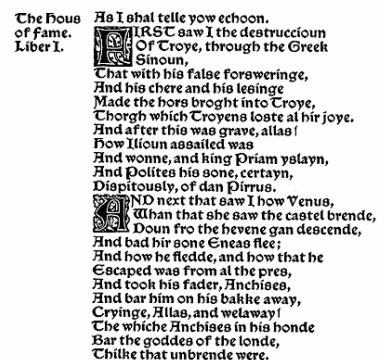 The Hous
of fame.
Liber I.
As I shal telle yow echoon.
FIRST saw I the destruccioun
Of Troye, through the Greek
Sinoun,
That with his false forsweringe,
And his chere and his lesinge
Made the hors broght into Troye,
Thorgh which Troyens loste al hir joye.
And after this was grave, allas!
How Ilioun assailed was
And wonne, and king Priam yslayn,
And Polites his sone, certayn,
Dispitously, of dan Pirrus.
AND next that saw I how Venus,
Whan that she saw the castel brende,
Doun fro the hevene gan descende,
And bad hir sone Eneas flee;
And how he fledde, and how that he
Escaped was from al the pres,
And took his fader, Anchises,
And bar him on his bakke away,
Cryinge, Allas, and welaway!
The whiche Anchises in his honde
Bar the goddes of the londe,
Thilke that unbrende were.